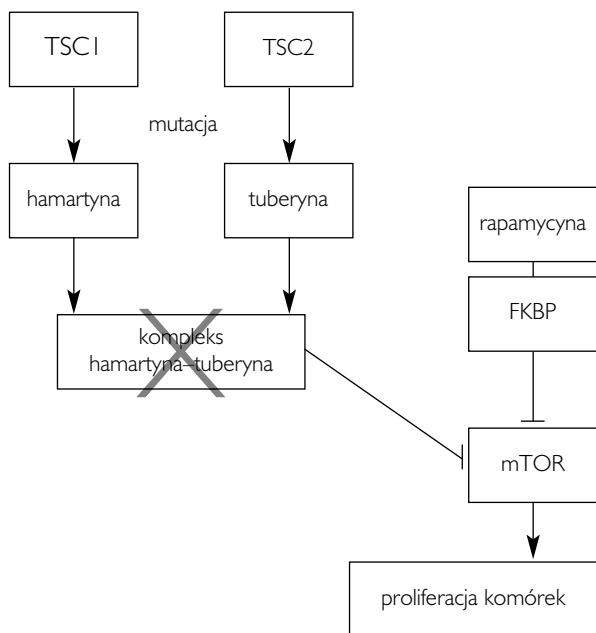 TSC1
TSC2
mutacja
hamartyna
tuberyna
rapamycyna
FKBP
kompleks
hamartyna–tuberyna
mTOR
proliferacja komórek